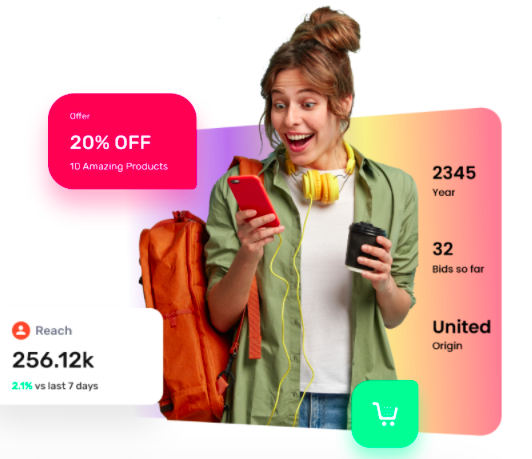 Offer
20% OFF
10 Amazing Products
2345
Year
32
Bids so far
United
Origin
Reach
256.12k
2.1% vs last 7 days